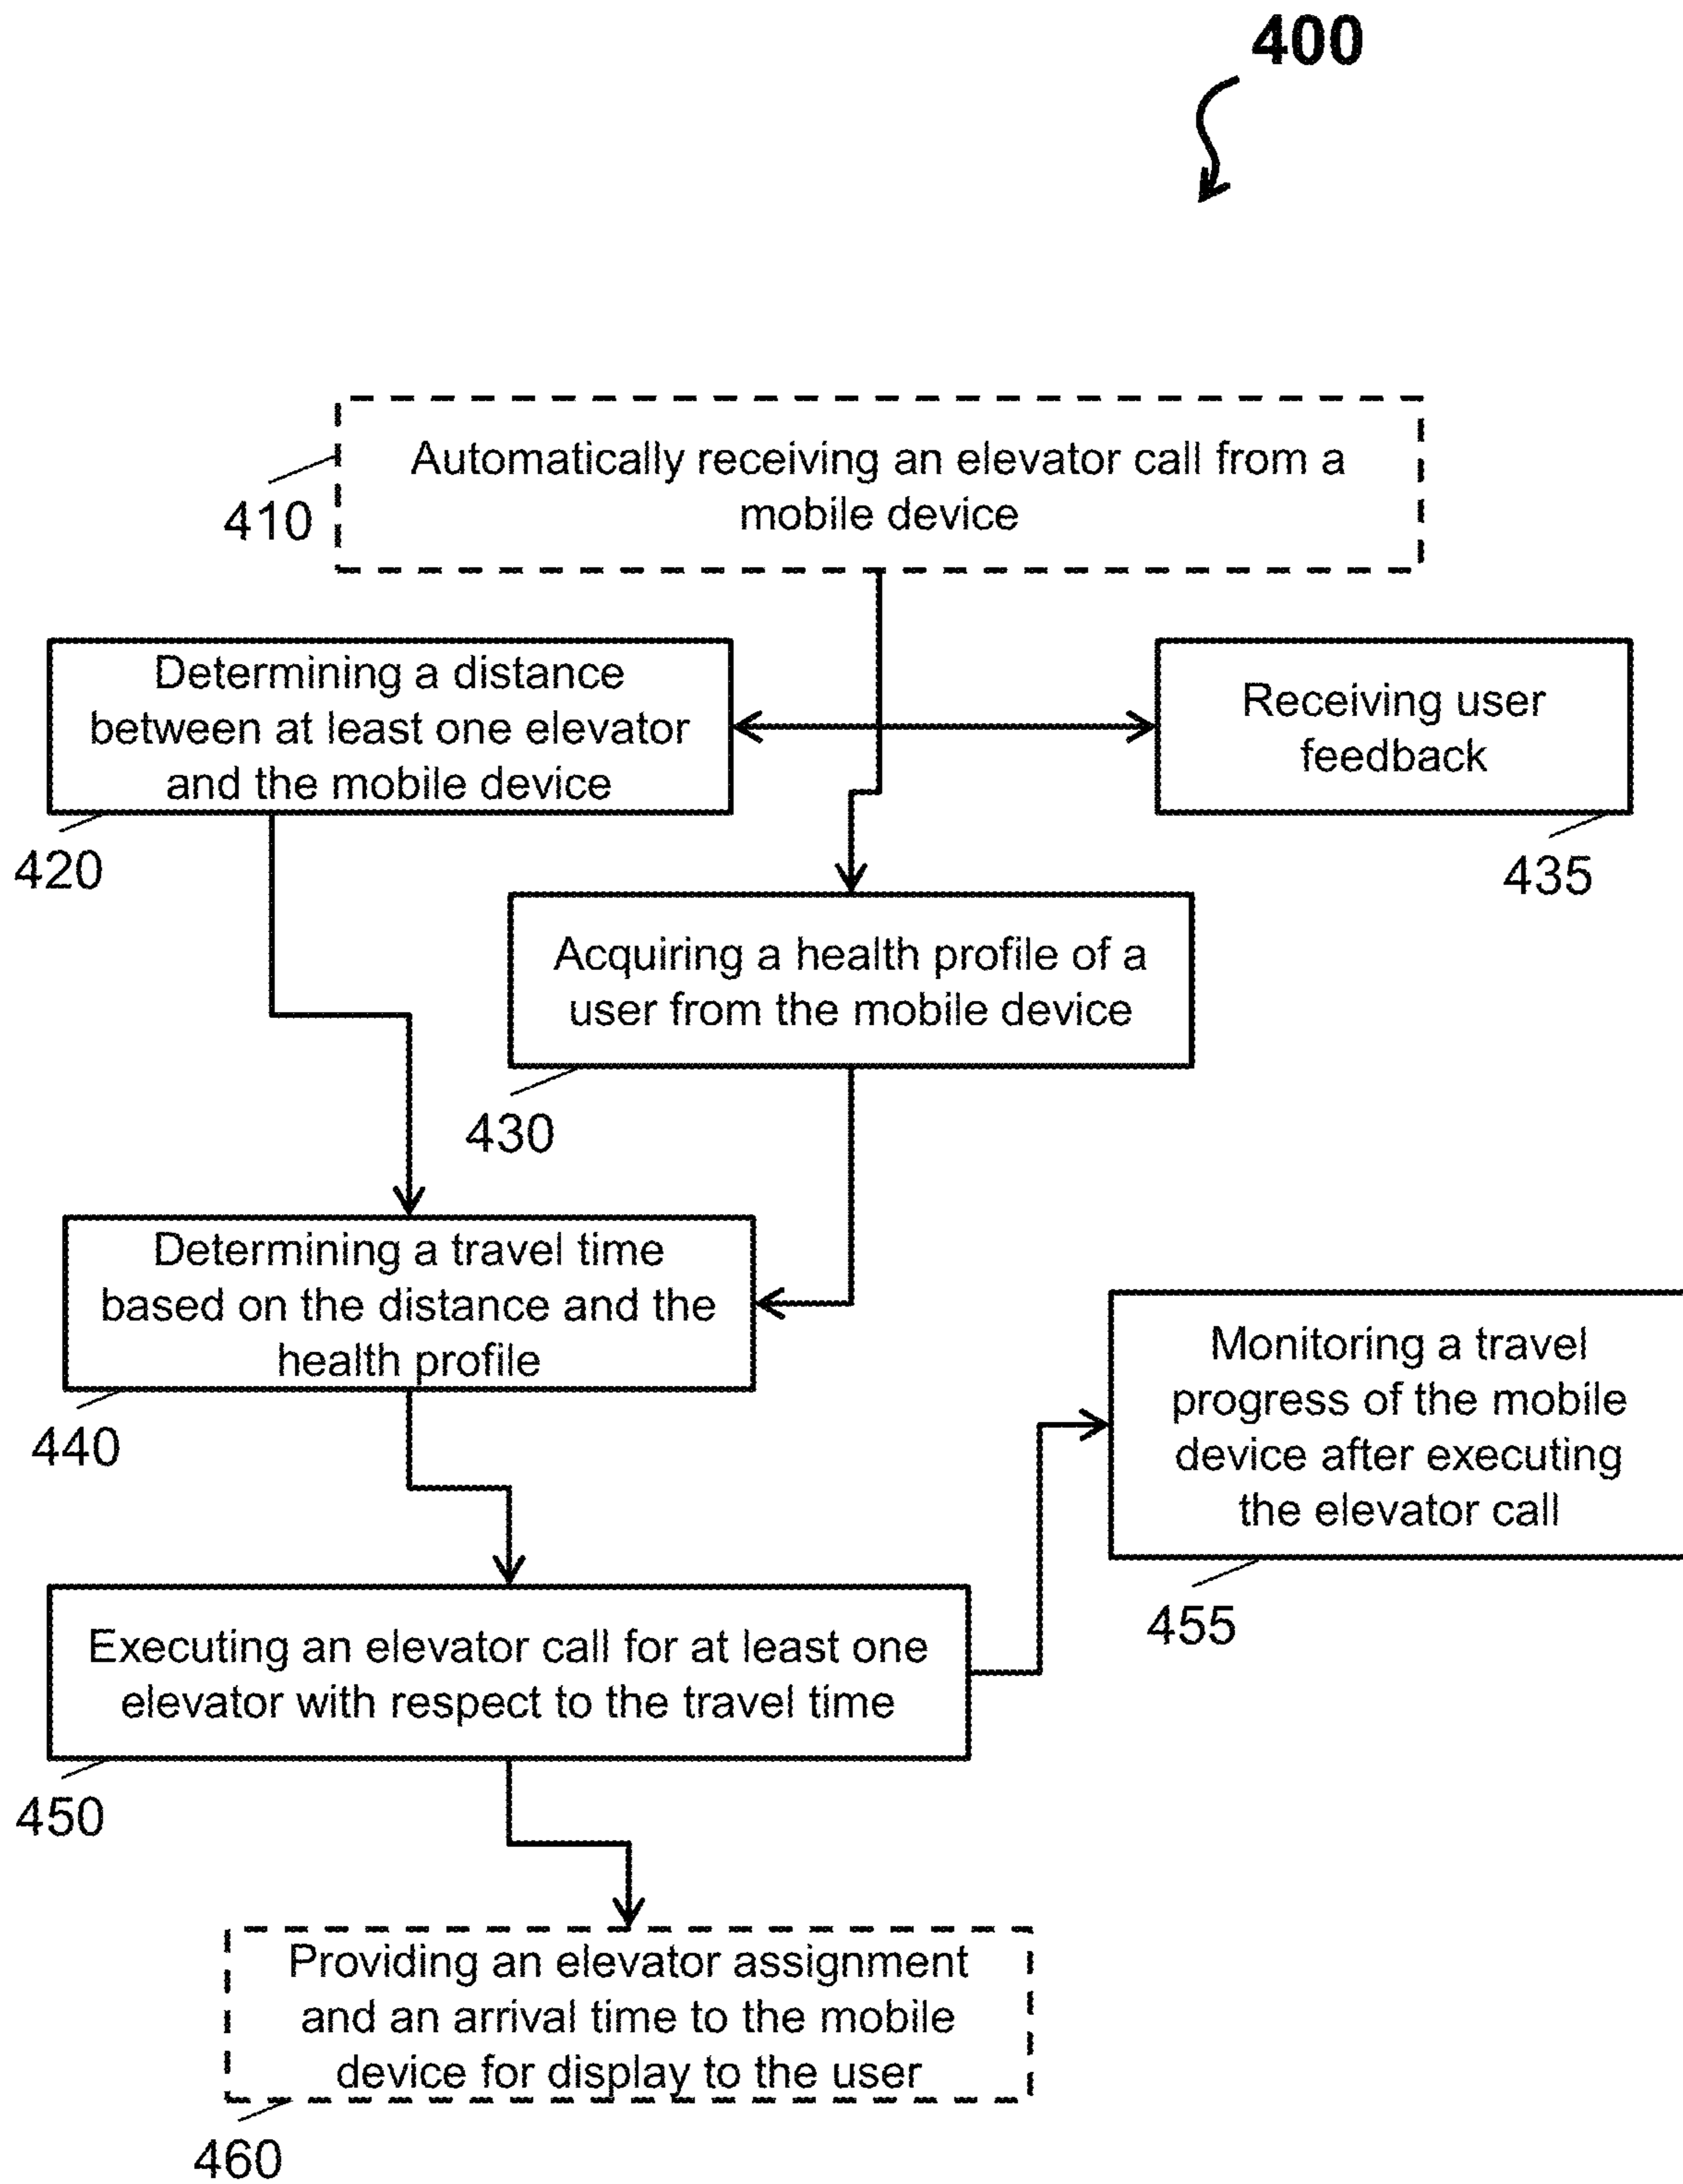 400
Automatically receiving an elevator call from a
mobile device
410
Determining a distance
between at least one elevator
and the mobile device
420
Receiving user
feedback
435
Acquiring a health profile of a
user from the mobile device
430
Determining a travel time
based on the distance and the
health profile
440
Monitoring a travel
progress of the mobile
device after executing
the elevator call
455
Executing an elevator call for at least one
elevator with respect to the travel time
450
Providing an elevator assignment
and an arrival time to the mobile
device for display to the user
460